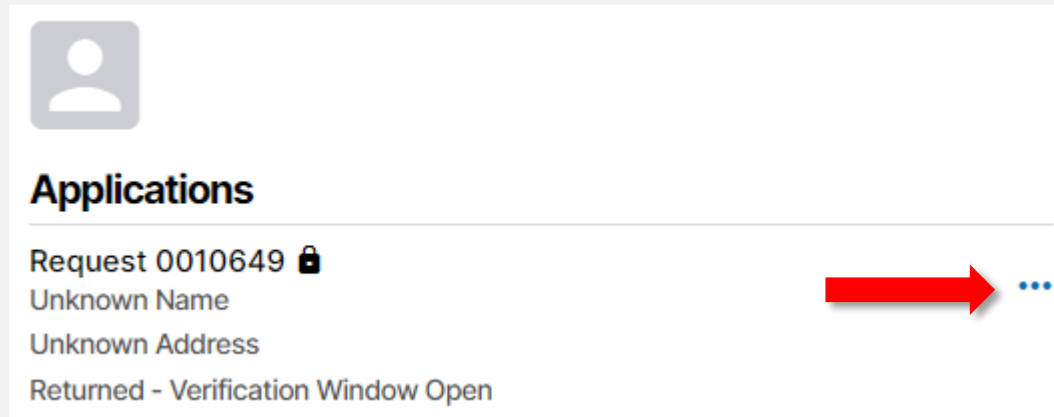 Applications
Request 0010649
Unknown Name
Unknown Address
Returned - Verification Window Open